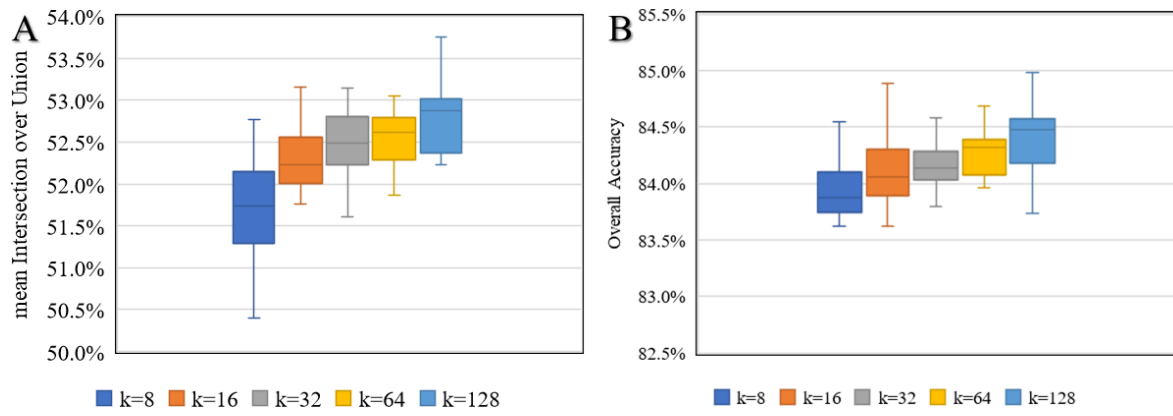 A
mean Intersection over Union
54.0%
53.5%
53.0%
52.5%
52.0%
51.5%
51.0%
50.5%
50.0%
k=8 k=16 k=32 k=64 k=128
B
Overall Accuracy
85.5%
85.0%
84.5%
84.0%
83.5%
83.0%
82.5%
k=8 k=16 k=32 k=64 k=128